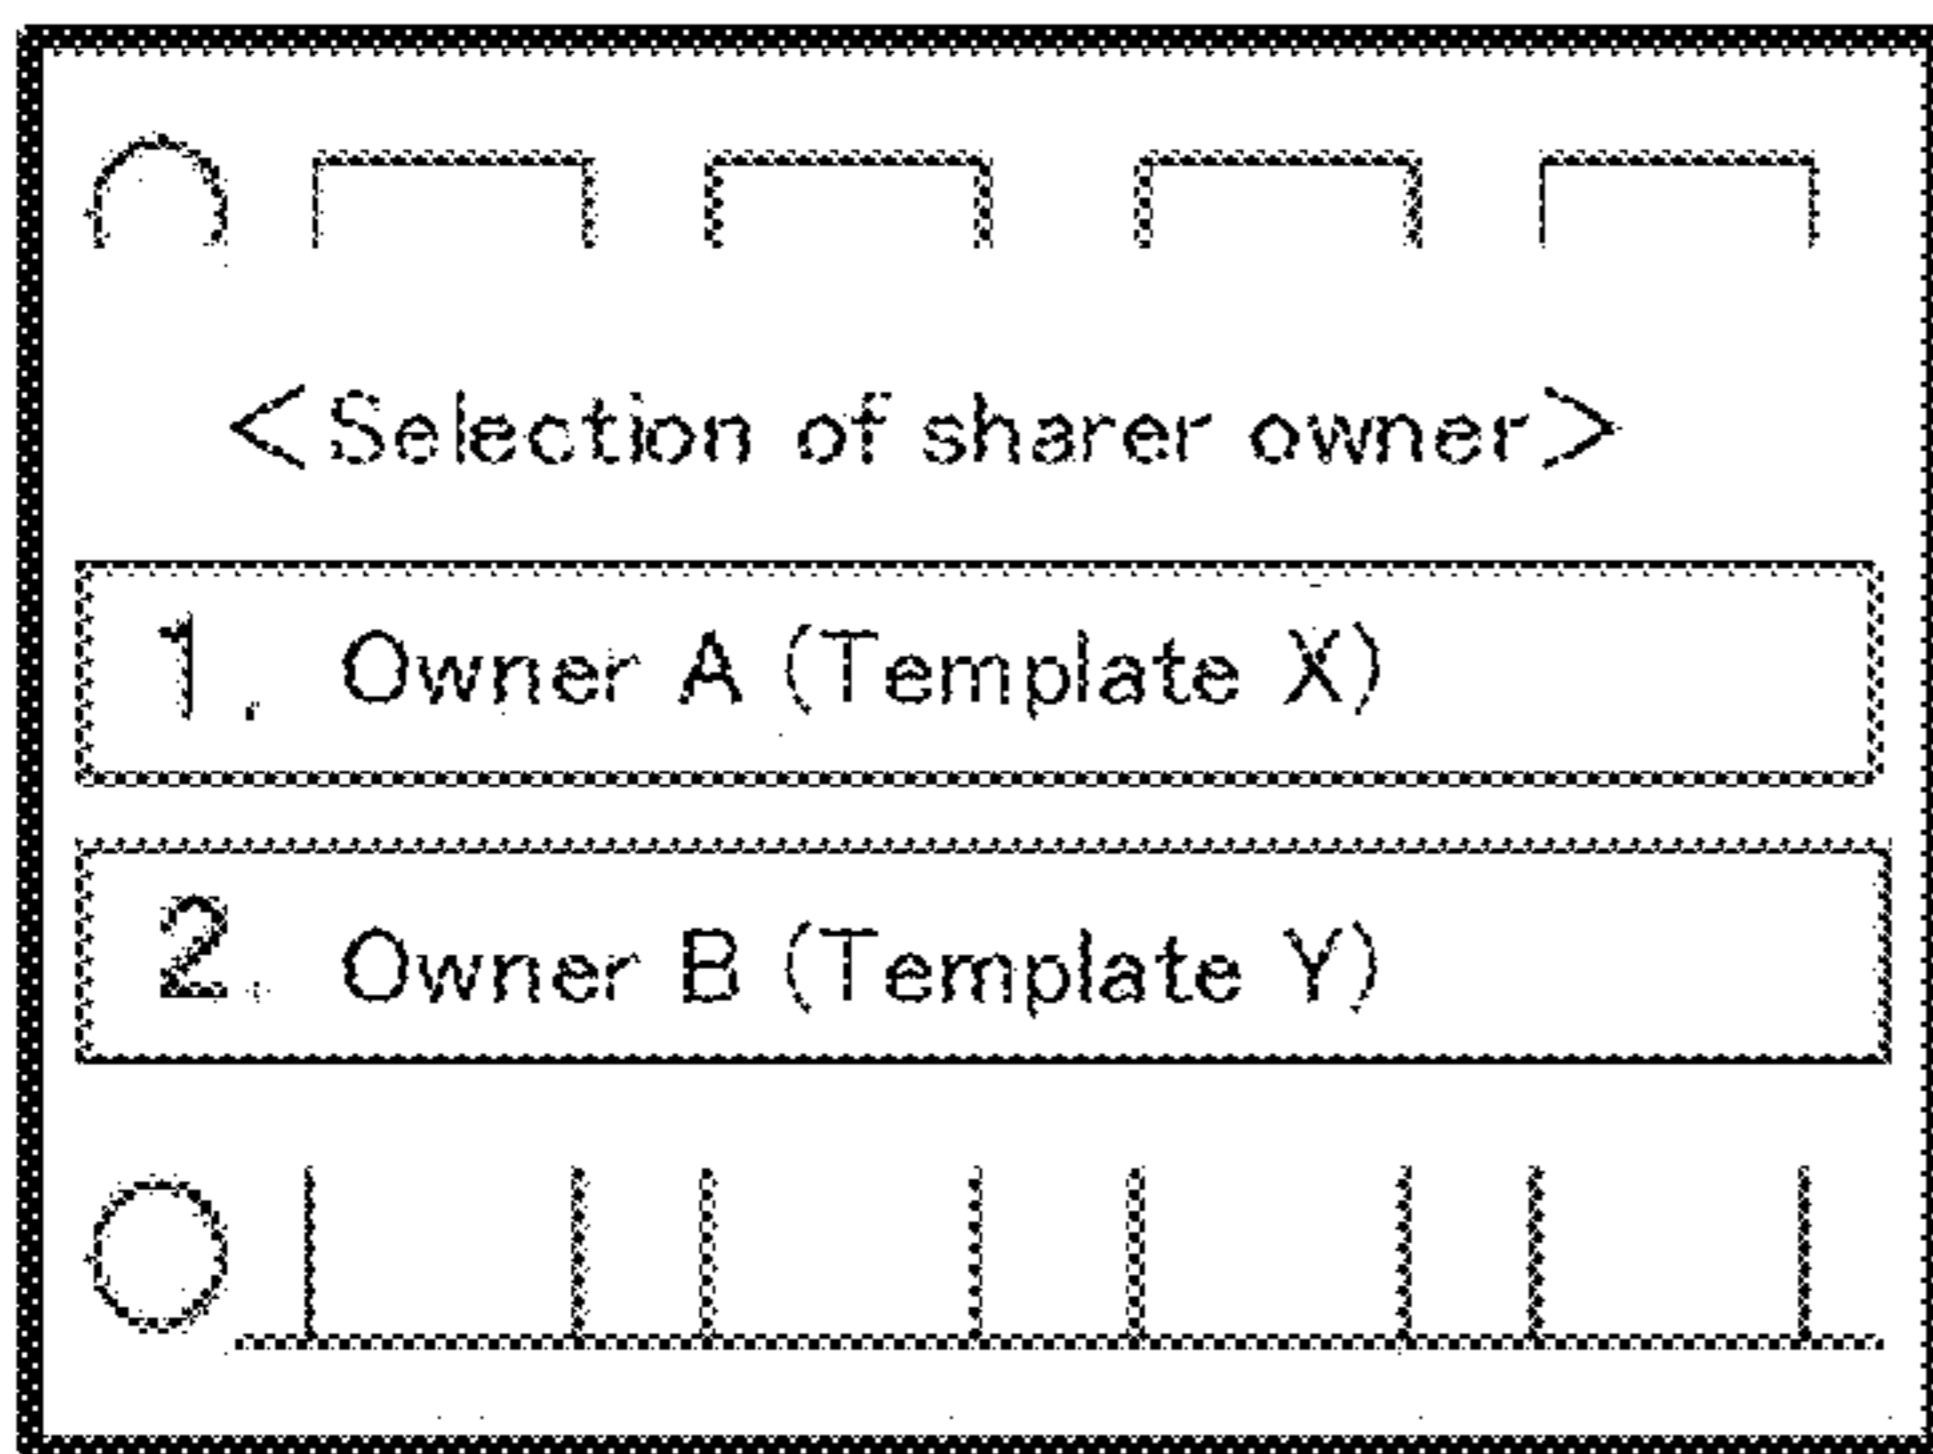 <Selection of sharer owner>
1. Owner A (Template X)
2. Owner B (Template Y)